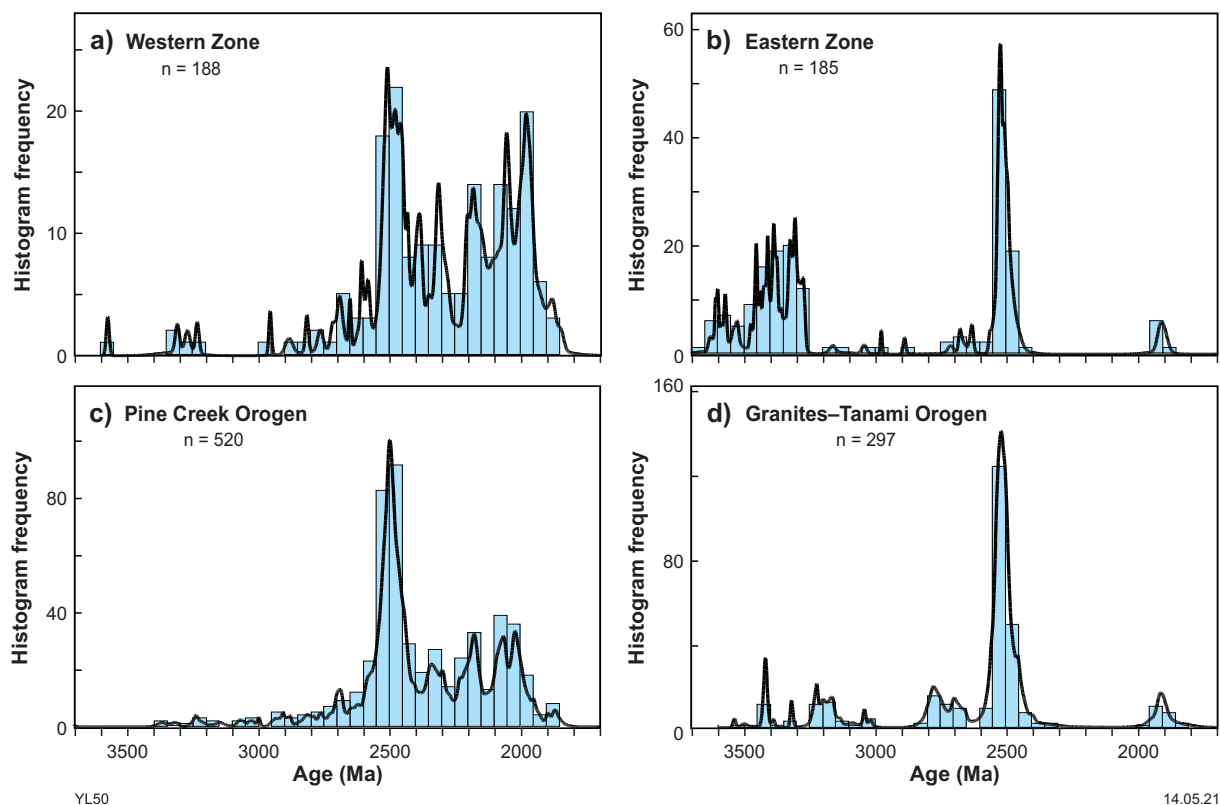 a) Western Zone
n = 188
Histogram frequency
20
10
0
b) Eastern Zone
n = 185
Histogram frequency
60
40
20
0
c) Pine Creek Orogen
n = 520
Histogram frequency
80
40
0
3500 3000 2500 2000
Age (Ma)
d) Granites–Tanami Orogen
n = 297
Histogram frequency
160
80
0
3500 3000 2500 2000
Age (Ma)
YL50
14.05.21